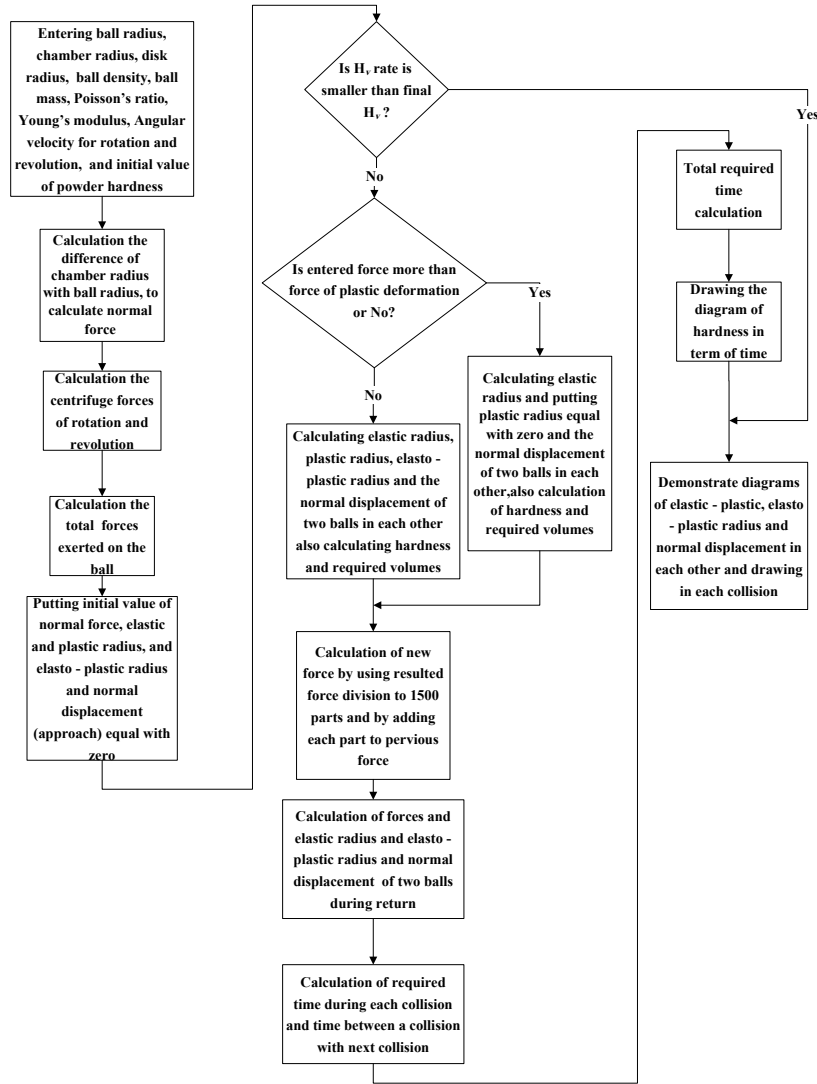 Entering ball radius,
chamber radius, disk
radius, ball density, ball
mass, Poisson's ratio,
Young's modulus, Angular
velocity for rotation and
revolution, and initial value
of powder hardness
Calculation the
difference of
chamber radius
with ball radius, to
calculate normal
force
Calculation the
centrifuge forces
of rotation and
revolution
Calculation the
total forces
exerted on the
ball
Putting initial value of
normal force, elastic
and plastic radius, and
elasto - plastic radius
and normal
displacement
(approach) equal with
zero
Is Hv rate is
smaller than final
Hv ?
Yes
No
Is entered force more than
force of plastic deformation
or No?
Yes
No
Calculating elastic radius,
plastic radius, elasto -
plastic radius and the
normal displacement of
two balls in each other
also calculating hardness
and required volumes
Calculating elastic
radius and putting
plastic radius equal
with zero and the
normal displacement
of two balls in each
other,also calculation
of hardness and
required volumes
Calculation of new
force by using resulted
force division to 1500
parts and by adding
each part to pervious
force
Calculation of forces and
elastic radius and elasto -
plastic radius and normal
displacement of two balls
during return
Calculation of required
time during each collision
and time between a collision
with next collision
Total required
time
calculation
Drawing the
diagram of
hardness in
term of time
Demonstrate diagrams
of elastic - plastic, elasto
- plastic radius and
normal displacement in
each other and drawing
in each collision